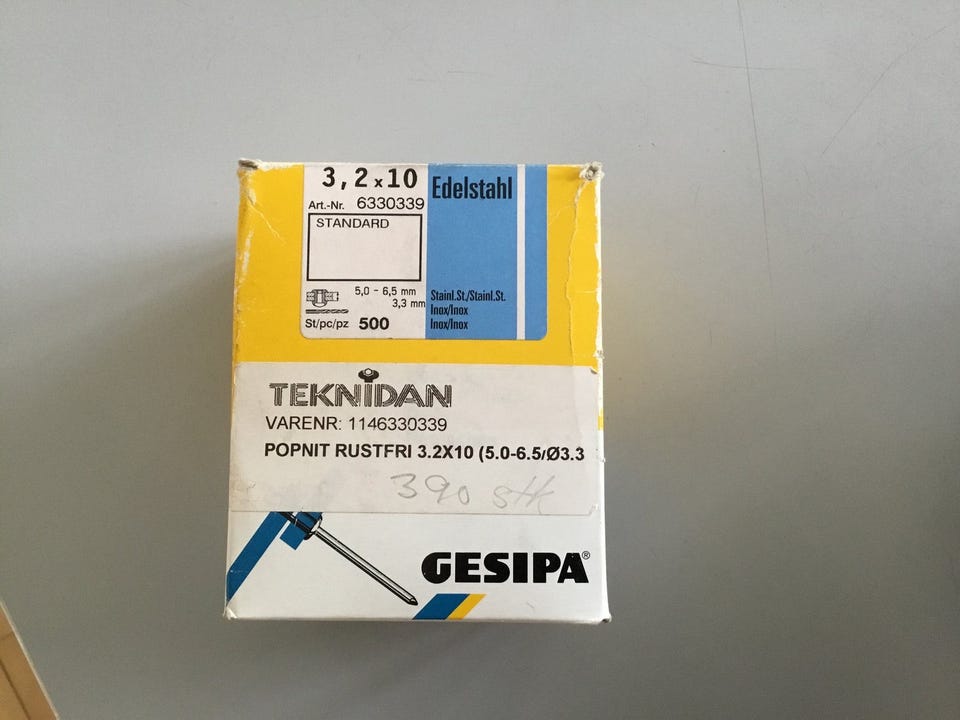 3,2 x 10
Edelstahl
Art.-Nr. 6330339
STANDARD
5,0 - 6,5 mm
3,3 mm
St/pc/pz 500
Stainl.St./Stainl.St.
Inox/Inox
Inox/Inox
TEKNIDAN
VARENR: 1146330339
POPNIT RUSTFRI 3.2X10 (5.0-6.5/Ø3.3
390 stk
GESIPA®